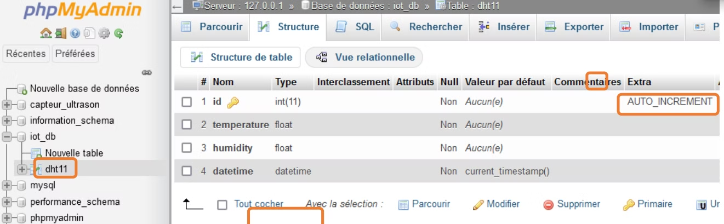 phpMyAdmin
Récentes Préférées
Nouvelle base de données
capteur_ultrason
information_schema
iot_db
Nouvelle table
dht11
mysql
performance_schema
phpmyadmin
Serveur : 127.0.0.1 » Base de données : iot_db » Table : dht11
Parcourir Structure SQL Rechercher Insérer Exporter Importer
Structure de table Vue relationnelle
# Nom Type Interclassement Attributs Null Valeur par défaut Commentaires Extra
1 id int(11) Non Aucun(e) AUTO_INCREMENT
2 temperature float Non Aucun(e)
3 humidity float Non Aucun(e)
4 datetime datetime Non current_timestamp()
Tout cocher Avec la sélection : Parcourir Modifier Supprimer Primaire